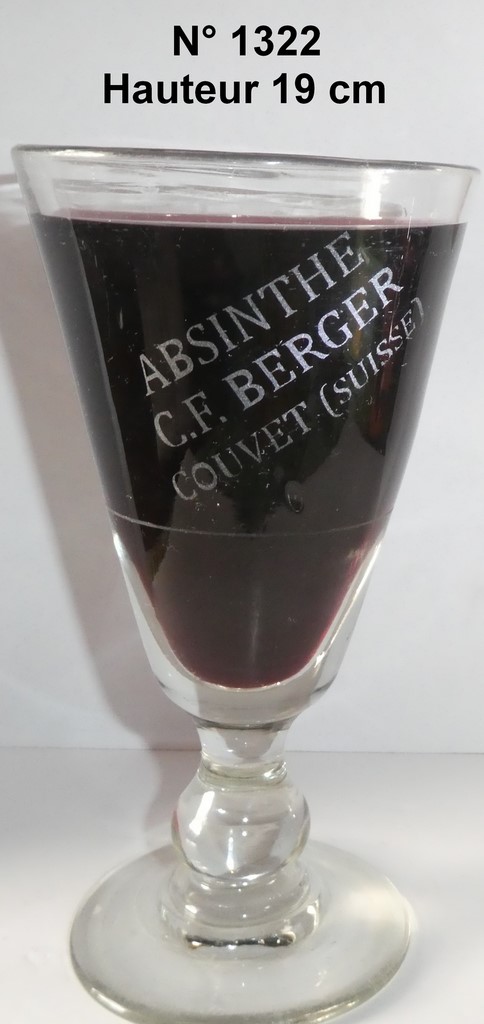 N° 1322
Hauteur 19 cm
ABSINTHE
C.F. BERGER
COUVET (SUISSE)